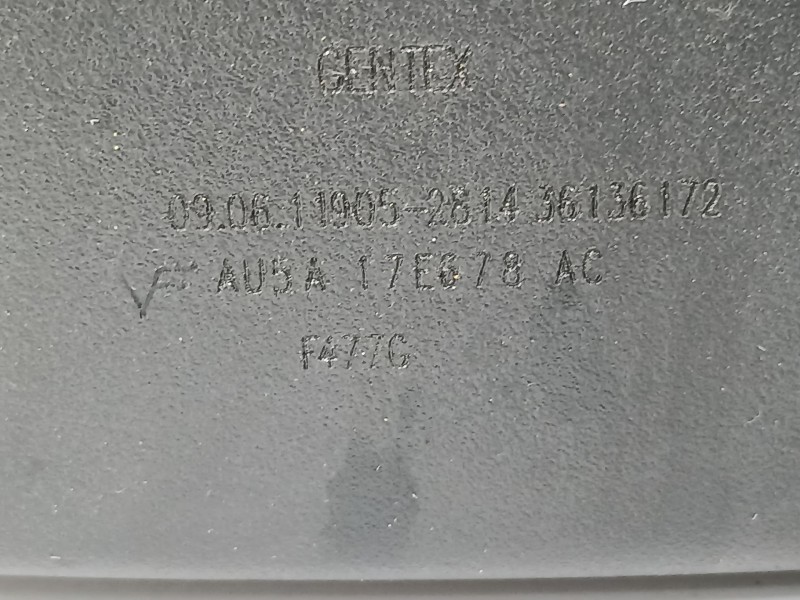 GENTEX
09.06.11905-2814 36136172
AU5A 17E678 AC
F477G